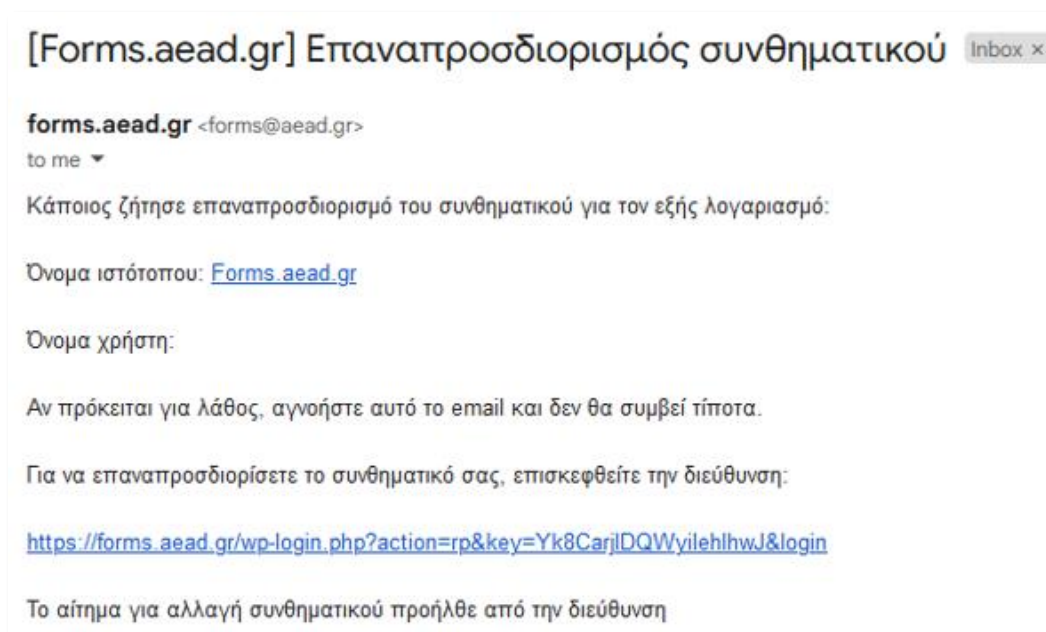 [Forms.aead.gr] Επαναπροσδιορισμός συνθηματικού Inbox ×
forms.aead.gr <forms@aead.gr>
to me
Κάποιος ζήτησε επαναπροσδιορισμό του συνθηματικού για τον εξής λογαριασμό:
Όνομα ιστότοπου: Forms.aead.gr
Όνομα χρήστη:
Αν πρόκειται για λάθος, αγνοήστε αυτό το email και δεν θα συμβεί τίποτα.
Για να επαναπροσδιορίσετε το συνθηματικό σας, επισκεφθείτε την διεύθυνση:
https://forms.aead.gr/wp-login.php?action=rp&key=Yk8CarjlDQWyilehlhwJ&login
Το αίτημα για αλλαγή συνθηματικού προήλθε από την διεύθυνση